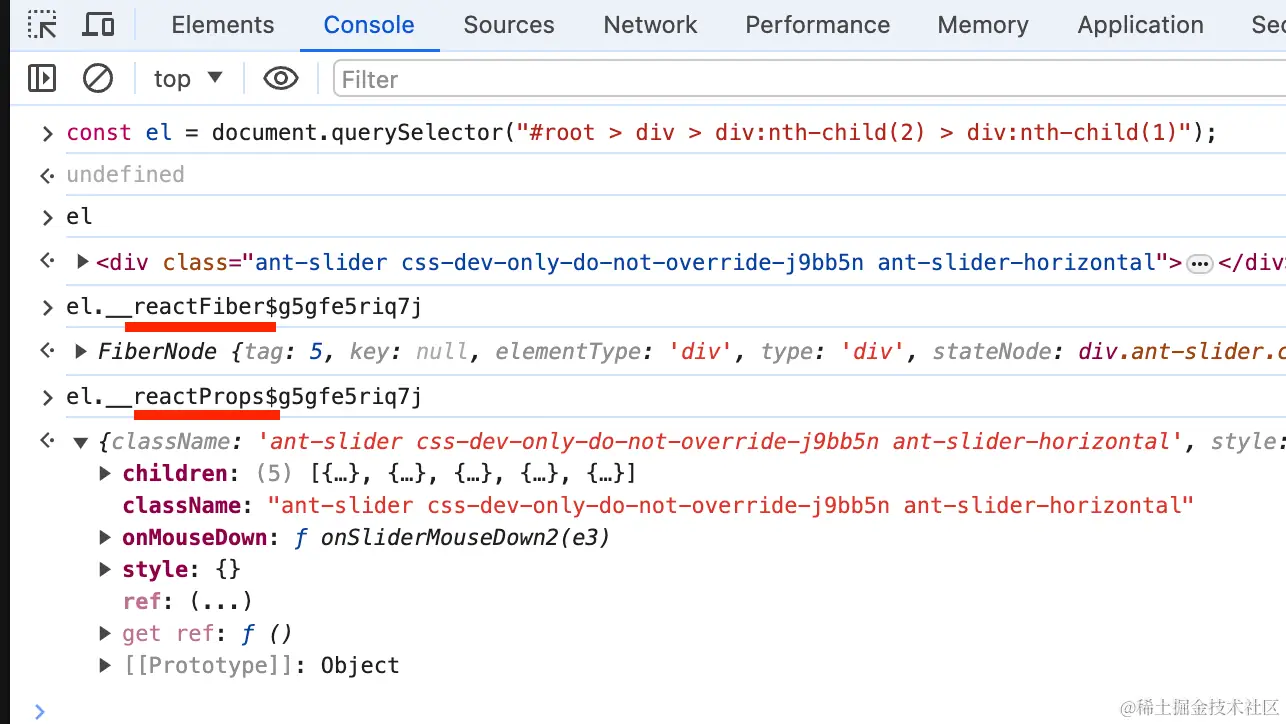 Elements Console Sources Network Performance Memory Application Sec
top Filter
const el = document.querySelector("#root > div > div:nth-child(2) > div:nth-child(1)");
undefined
el
<div class="ant-slider css-dev-only-do-not-override-j9bb5n ant-slider-horizontal">…</div>
el.__reactFiber$g5gfe5riq7j
FiberNode {tag: 5, key: null, elementType: 'div', type: 'div', stateNode: div.ant-slider.c
el.__reactProps$g5gfe5riq7j
{className: 'ant-slider css-dev-only-do-not-override-j9bb5n ant-slider-horizontal', style:
children: (5) [{…}, {…}, {…}, {…}, {…}]
className: "ant-slider css-dev-only-do-not-override-j9bb5n ant-slider-horizontal"
onMouseDown: ƒ onSliderMouseDown2(e3)
style: {}
ref: (...)
get ref: ƒ ()
[[Prototype]]: Object
@稀土掘金技术社区